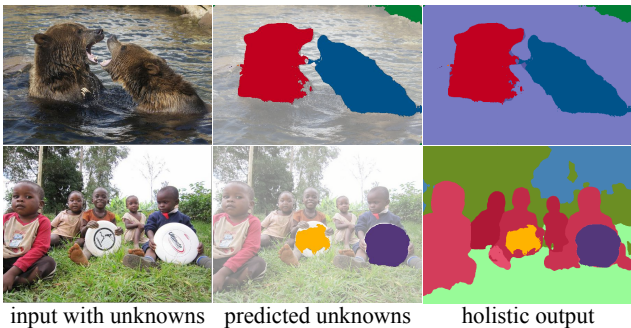 input with unknowns
predicted unknowns
holistic output